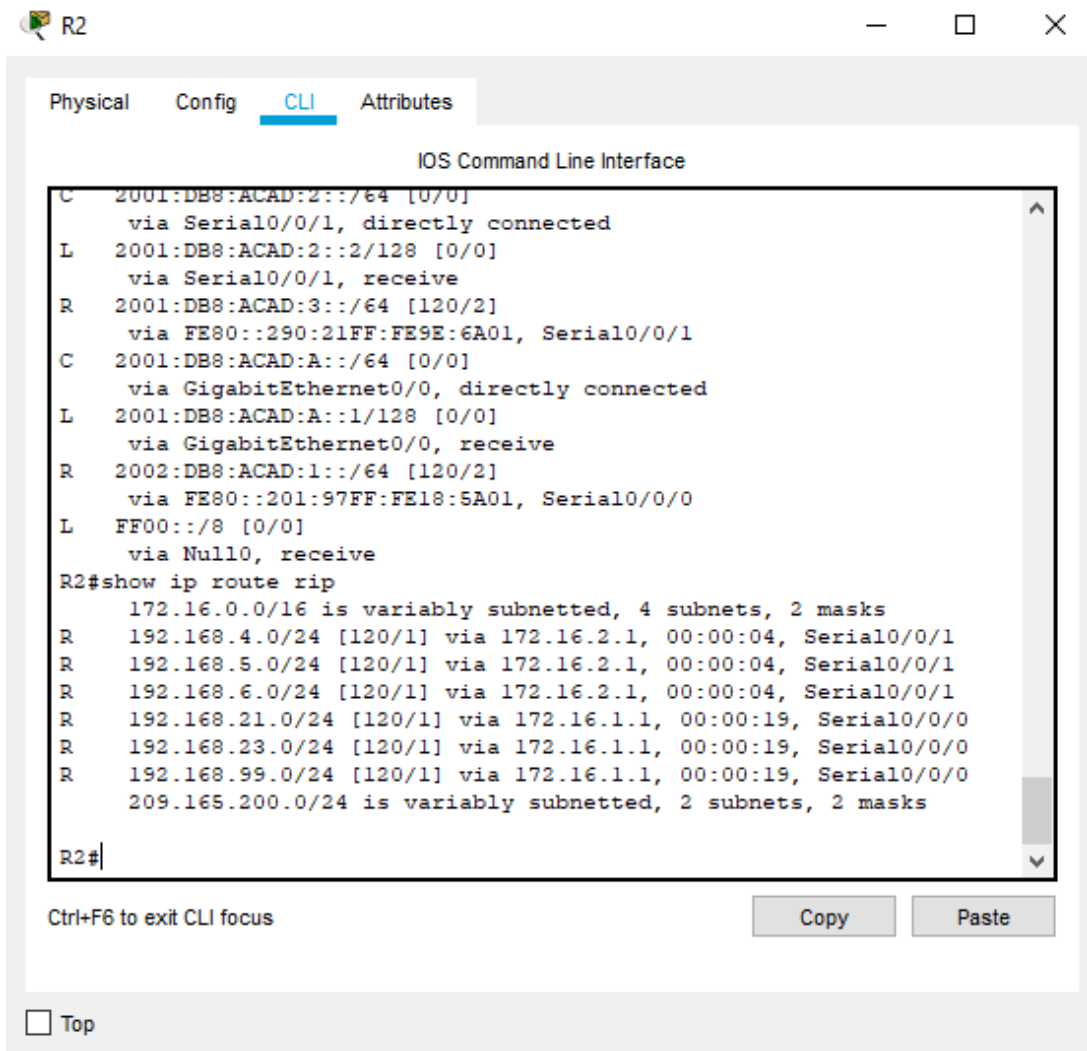 R2
Physical Config CLI Attributes
IOS Command Line Interface
C 2001:DB8:ACAD:2::/64 [0/0]
via Serial0/0/1, directly connected
L 2001:DB8:ACAD:2::2/128 [0/0]
via Serial0/0/1, receive
R 2001:DB8:ACAD:3::/64 [120/2]
via FE80::290:21FF:FE9E:6A01, Serial0/0/1
C 2001:DB8:ACAD:A::/64 [0/0]
via GigabitEthernet0/0, directly connected
L 2001:DB8:ACAD:A::1/128 [0/0]
via GigabitEthernet0/0, receive
R 2002:DB8:ACAD:1::/64 [120/2]
via FE80::201:97FF:FE18:5A01, Serial0/0/0
L FF00::/8 [0/0]
via Null0, receive
R2#show ip route rip
172.16.0.0/16 is variably subnetted, 4 subnets, 2 masks
R 192.168.4.0/24 [120/1] via 172.16.2.1, 00:00:04, Serial0/0/1
R 192.168.5.0/24 [120/1] via 172.16.2.1, 00:00:04, Serial0/0/1
R 192.168.6.0/24 [120/1] via 172.16.2.1, 00:00:04, Serial0/0/1
R 192.168.21.0/24 [120/1] via 172.16.1.1, 00:00:19, Serial0/0/0
R 192.168.23.0/24 [120/1] via 172.16.1.1, 00:00:19, Serial0/0/0
R 192.168.99.0/24 [120/1] via 172.16.1.1, 00:00:19, Serial0/0/0
209.165.200.0/24 is variably subnetted, 2 subnets, 2 masks
R2#
Ctrl+F6 to exit CLI focus
Copy Paste
Top